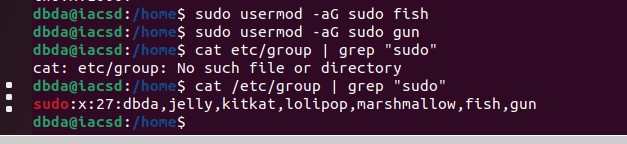 dbda@iacsd:/home$ sudo usermod -aG sudo fish
dbda@iacsd:/home$ sudo usermod -aG sudo gun
dbda@iacsd:/home$ cat etc/group | grep "sudo"
cat: etc/group: No such file or directory
dbda@iacsd:/home$ cat /etc/group | grep "sudo"
sudo:x:27:dbda,jelly,kitkat,lolipop,marshmallow,fish,gun
dbda@iacsd:/home$